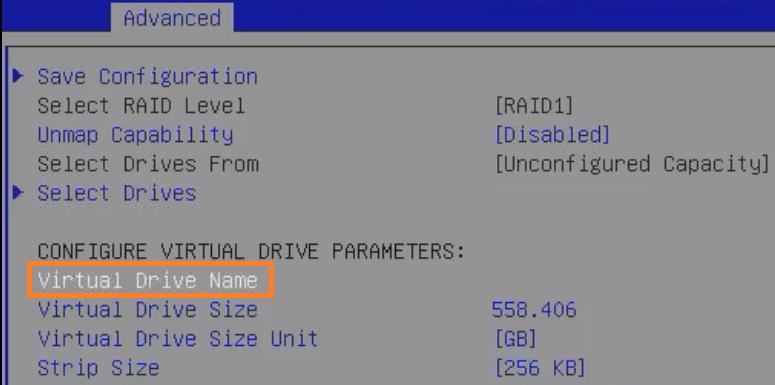 Advanced
Save Configuration
Select RAID Level [RAID1]
Unmap Capability [Disabled]
Select Drives From [Unconfigured Capacity]
Select Drives
CONFIGURE VIRTUAL DRIVE PARAMETERS:
Virtual Drive Name
Virtual Drive Size 558.406
Virtual Drive Size Unit [GB]
Strip Size [256 KB]